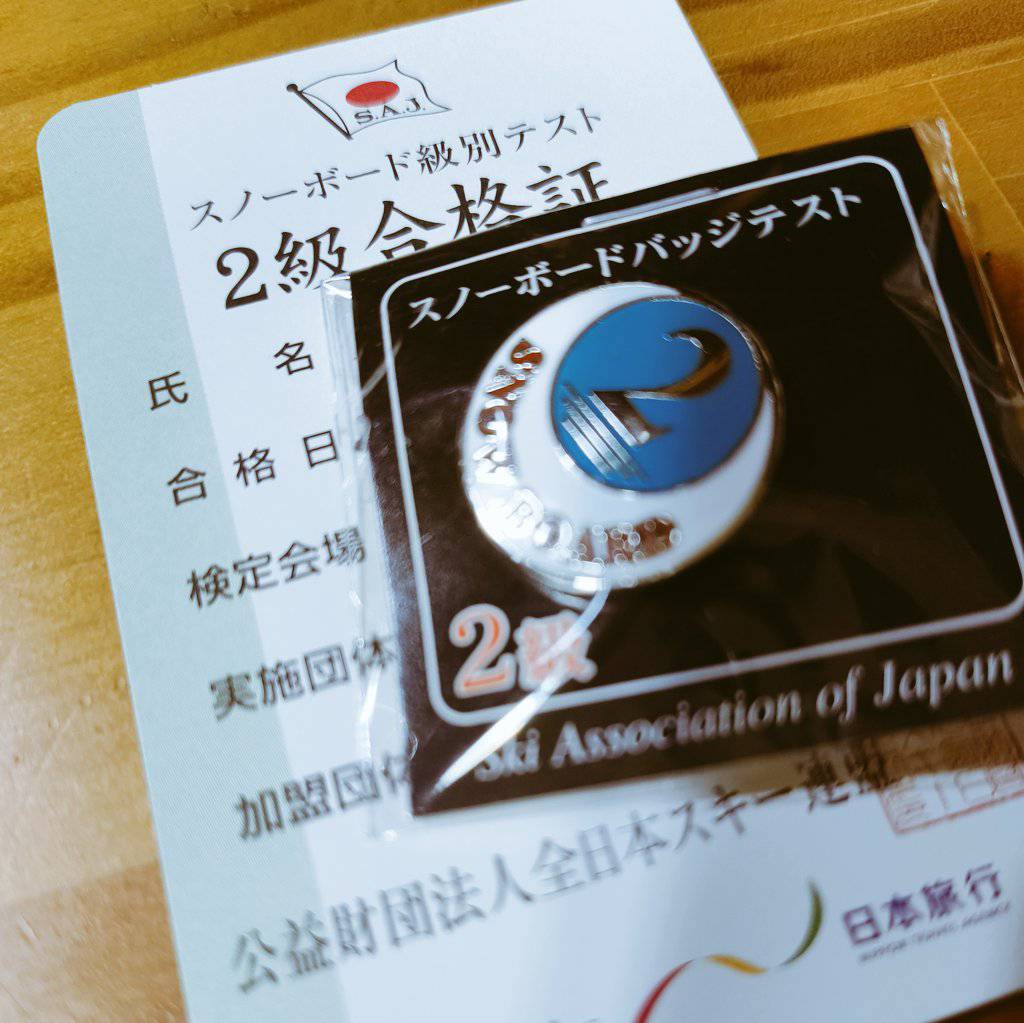 S.A.J.
スノーボード級別テスト
2級合格証
氏 名
合格日
検定会場
実施団体
加盟団体
公益財団法人全日本スキー連盟
日本旅行
スノーボードバッジテスト
2
2級
Ski Association of Japan